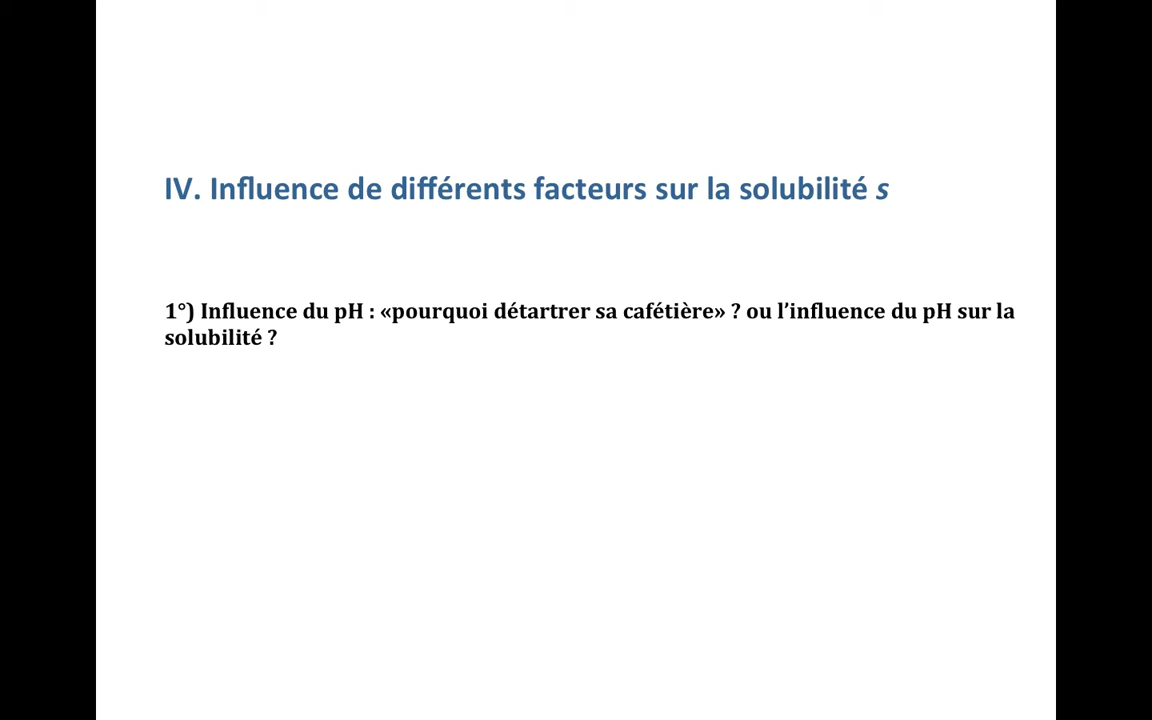 IV. Influence de différents facteurs sur la solubilité s
1°) Influence du pH : «pourquoi détartrer sa cafétière» ? ou l’influence du pH sur la
solubilité ?